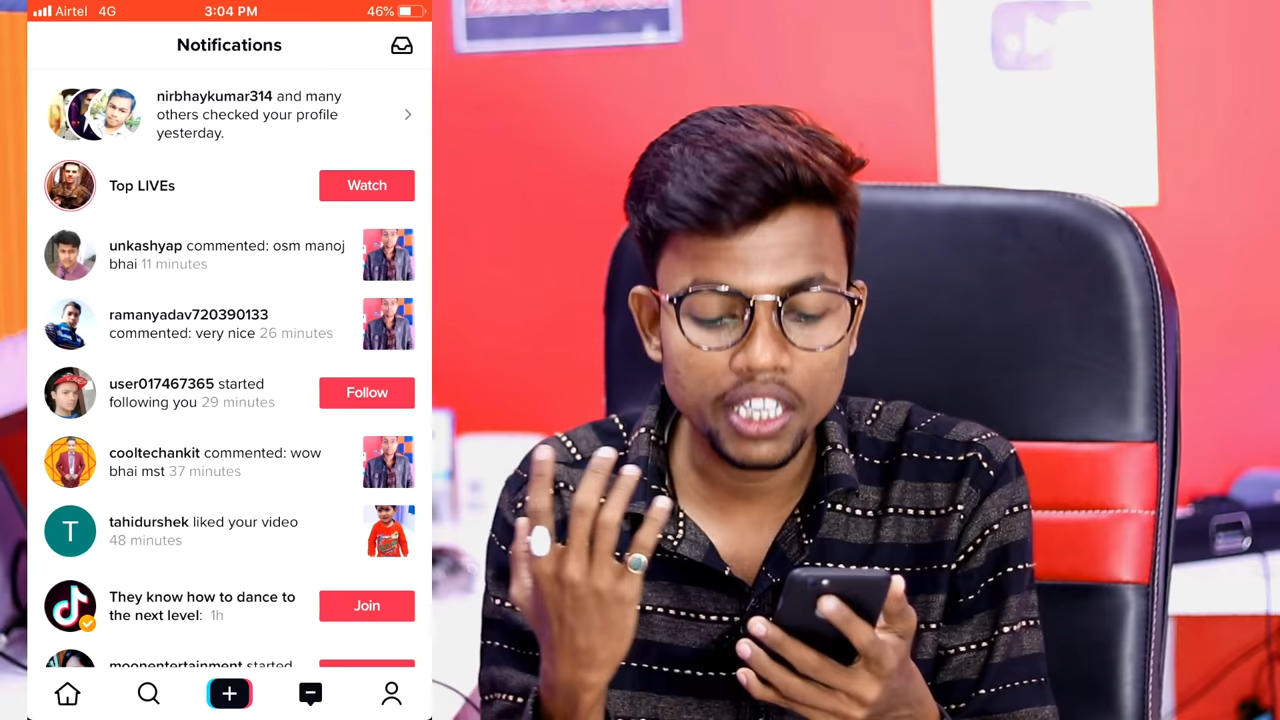 Airtel 4G 3:04 PM 46%
Notifications
nirbhaykumar314 and many
others checked your profile
yesterday.
Top LIVEs
Watch
unkashyap commented: osm manoj
bhai 11 minutes
ramanyadav720390133
commented: very nice 26 minutes
user017467365 started
following you 29 minutes
Follow
cooltechankit commented: wow
bhai mst 37 minutes
T
tahidurshek liked your video
48 minutes
They know how to dance to
the next level: 1h
Join
moonentertainment started